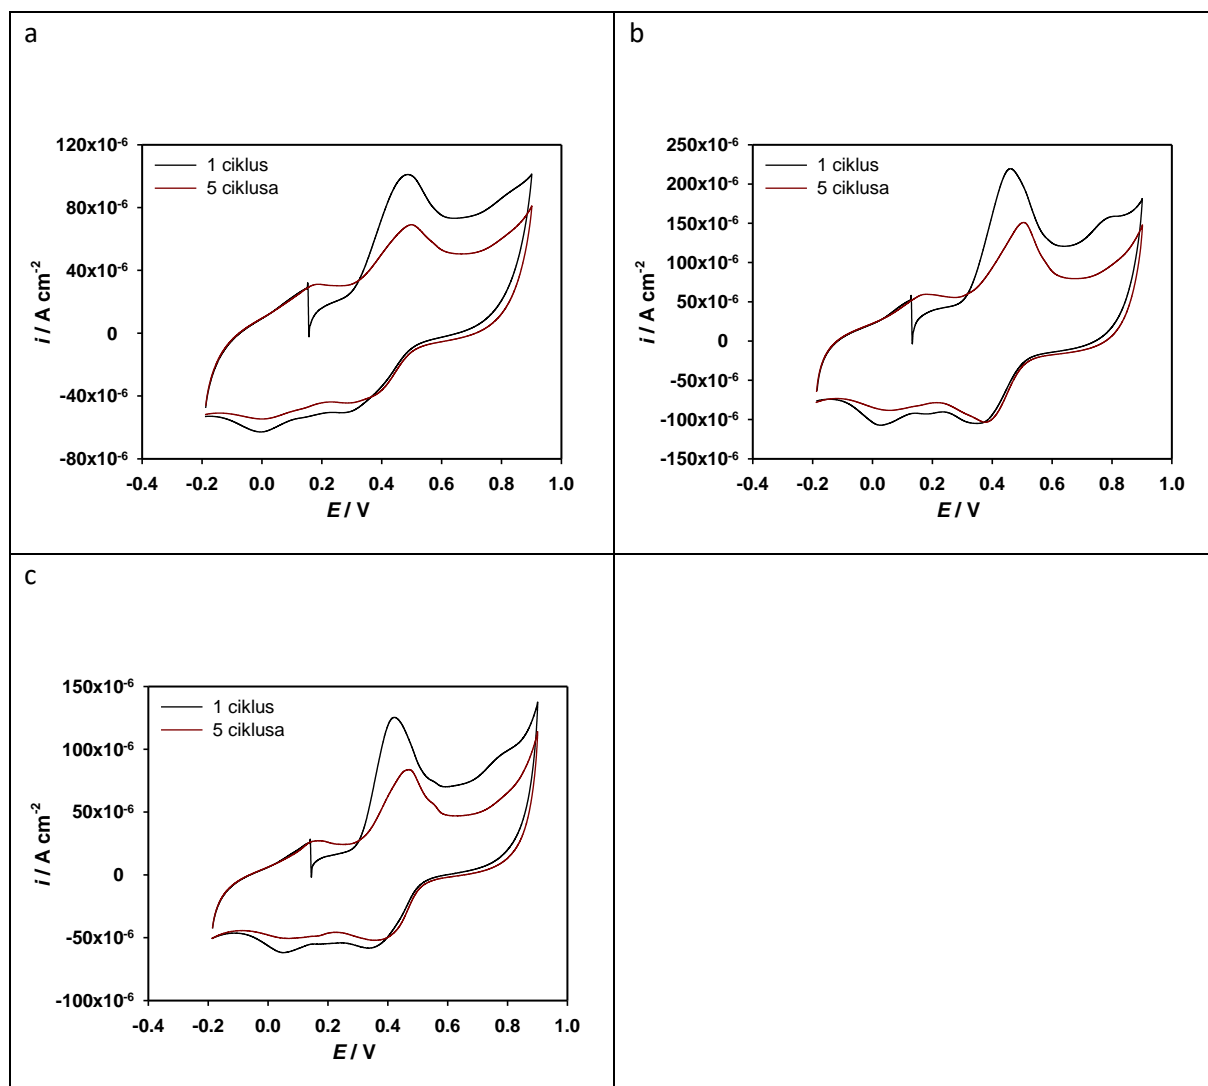 a
120x10-6
80x10-6
40x10-6
0
-40x10-6
-80x10-6
i / A cm-2
1 ciklus
5 ciklusa
-0.4 -0.2 0.0 0.2 0.4 0.6 0.8 1.0
E / V
b
250x10-6
200x10-6
150x10-6
100x10-6
50x10-6
0
-50x10-6
-100x10-6
-150x10-6
i / A cm-2
1 ciklus
5 ciklusa
-0.4 -0.2 0.0 0.2 0.4 0.6 0.8 1.0
E / V
c
150x10-6
100x10-6
50x10-6
0
-50x10-6
-100x10-6
i / A cm-2
1 ciklus
5 ciklusa
-0.4 -0.2 0.0 0.2 0.4 0.6 0.8 1.0
E / V